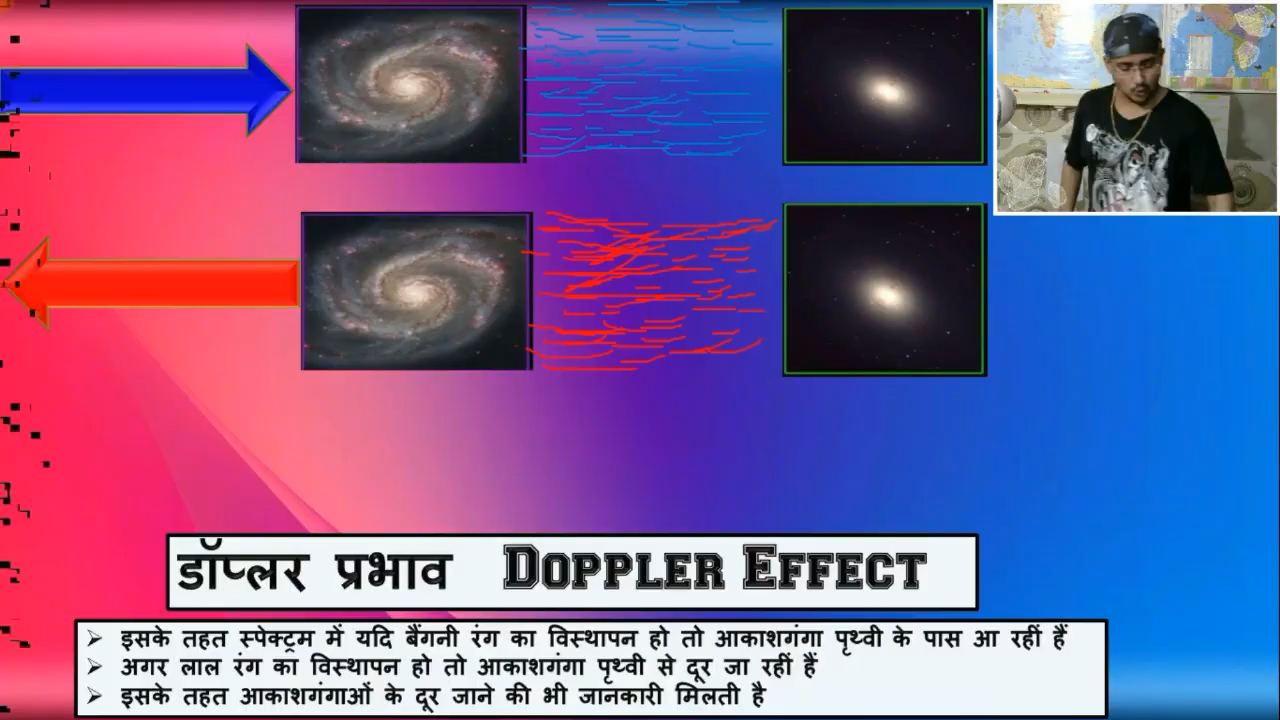 डॉप्लर प्रभाव DOPPLER EFFECT
➢ इसके तहत स्पेक्ट्रम में यदि बैंगनी रंग का विस्थापन हो तो आकाशगंगा पृथ्वी के पास आ रहीं हैं
➢ अगर लाल रंग का विस्थापन हो तो आकाशगंगा पृथ्वी से दूर जा रहीं हैं
➢ इसके तहत आकाशगंगाओं के दूर जाने की भी जानकारी मिलती है